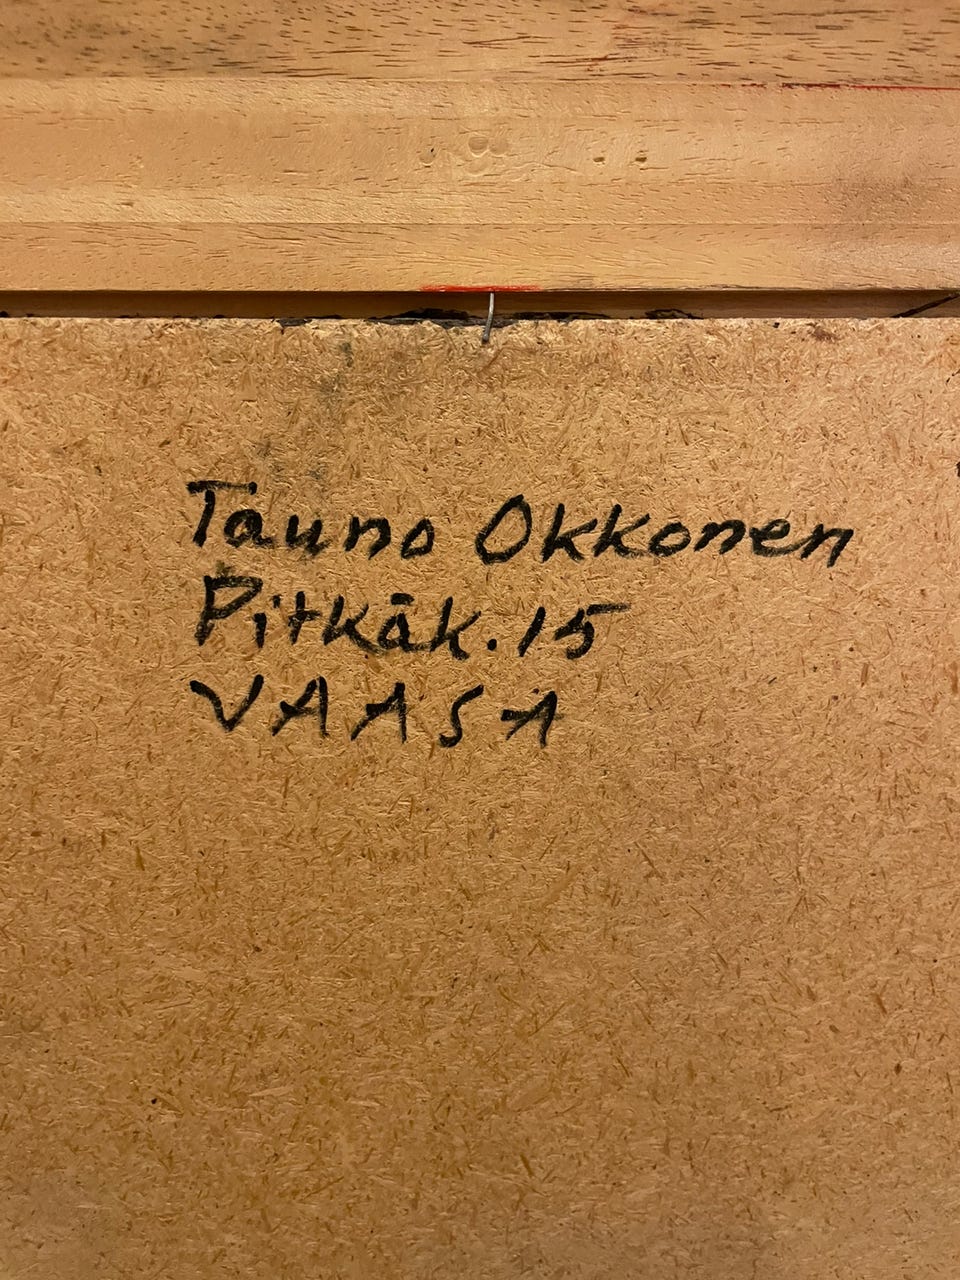 Tauno Okkonen
Pitkäk. 15
VAASA